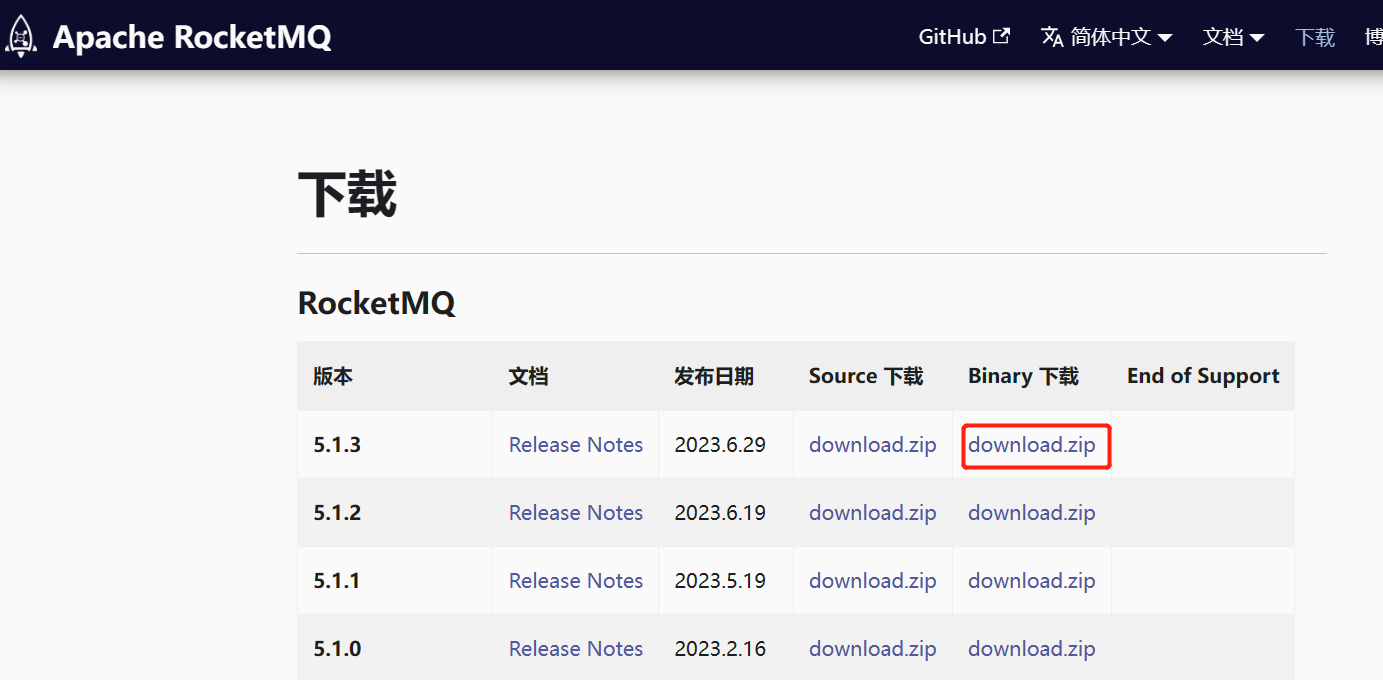 Apache RocketMQ GitHub 简体中文 文档 下载 博
下载
RocketMQ
版本 文档 发布日期 Source 下载 Binary 下载 End of Support
5.1.3 Release Notes 2023.6.29 download.zip download.zip
5.1.2 Release Notes 2023.6.19 download.zip download.zip
5.1.1 Release Notes 2023.5.19 download.zip download.zip
5.1.0 Release Notes 2023.2.16 download.zip download.zip